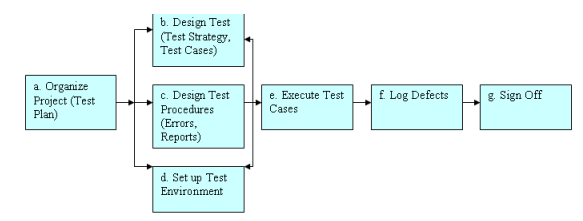 b. Design Test
(Test Strategy,
Test Cases)
a. Organize
Project (Test
Plan)
c. Design Test
Procedures
(Errors,
Reports)
e. Execute Test
Cases
f. Log Defects
g. Sign Off
d. Set up Test
Environment